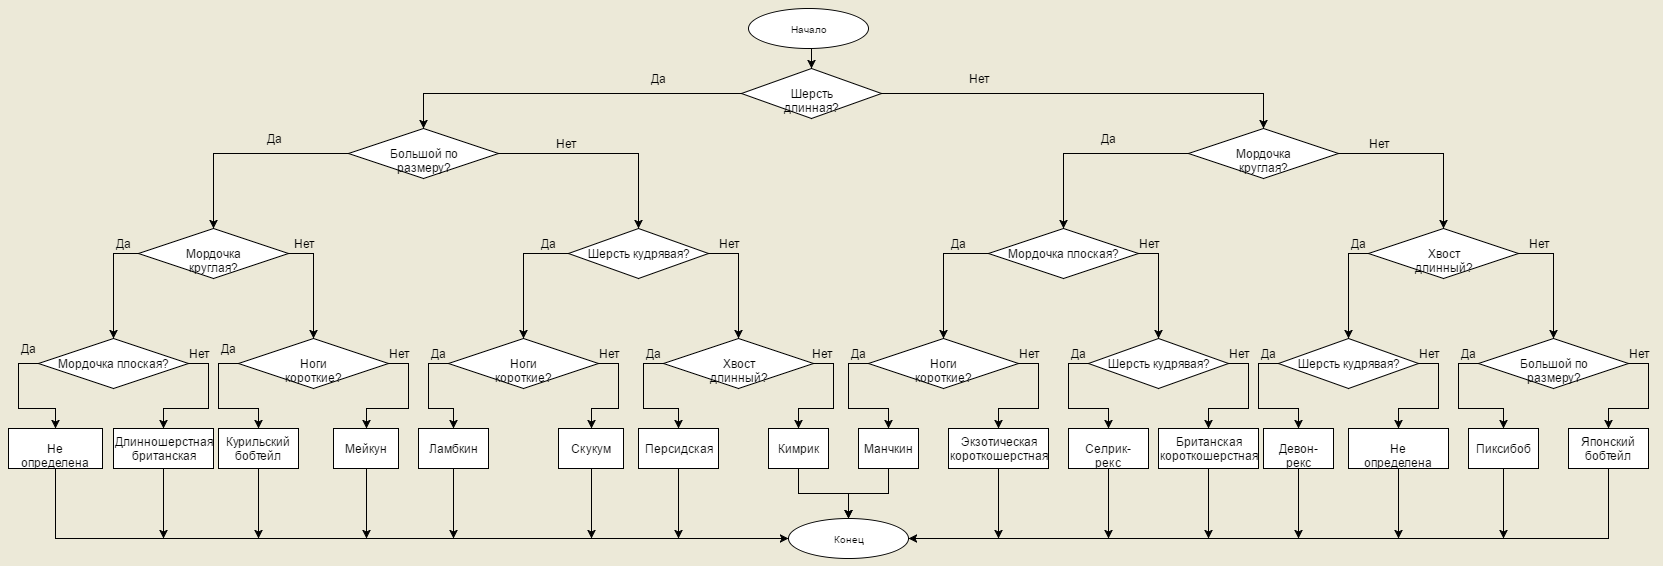 Начало
Да
Нет
Шерсть
длинная?
Да
Нет
Да
Нет
Большой по
размеру?
Мордочка
круглая?
Да
Нет
Да
Нет
Да
Нет
Да
Нет
Мордочка
круглая?
Шерсть кудрявая?
Мордочка плоская?
Хвост
длинный?
Да
Нет
Да
Нет
Да
Нет
Да
Нет
Да
Нет
Да
Нет
Да
Нет
Да
Нет
Мордочка плоская?
Ноги
короткие?
Ноги
короткие?
Хвост
длинный?
Ноги
короткие?
Шерсть кудрявая?
Шерсть кудрявая?
Большой по
размеру?
Не
определена
Длинношерстная
британская
Курильский
бобтейл
Мейкун
Ламбкин
Скукум
Персидская
Кимрик
Манчкин
Экзотическая
короткошерстная
Селрик-
рекс
Британская
короткошерстная
Девон-
рекс
Не
определена
Пиксибоб
Японский
бобтейл
Конец